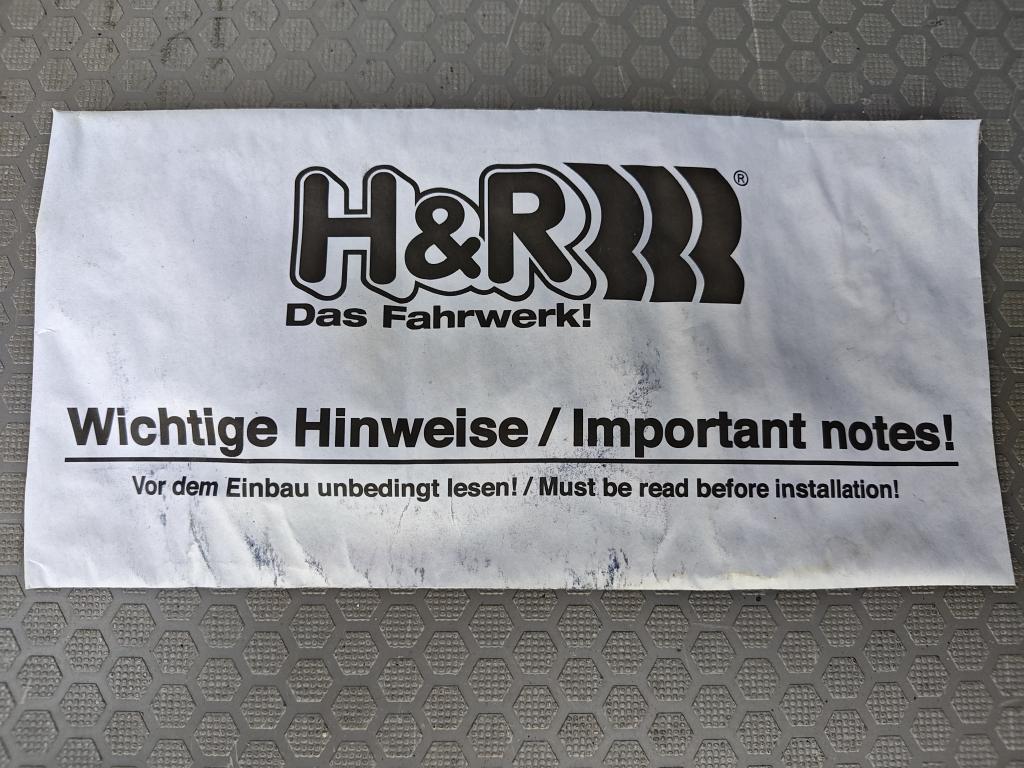 H&R®
Das Fahrwerk!
Wichtige Hinweise / Important notes!
Vor dem Einbau unbedingt lesen! / Must be read before installation!